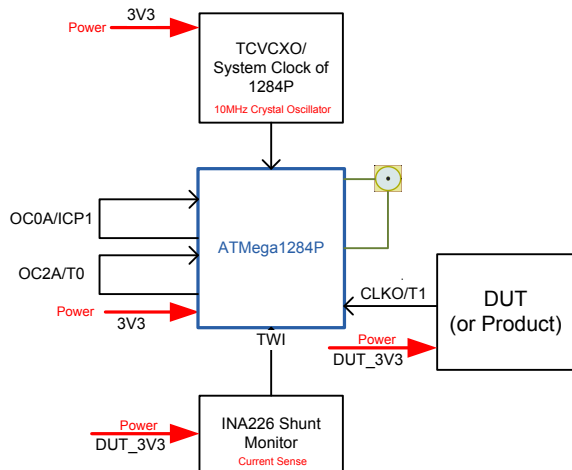 3V3
Power
TCVCXO/
System Clock of
1284P
10MHz Crystal Oscillator
OC0A/ICP1
ATMega1284P
OC2A/T0
CLKO/T1
DUT
(or Product)
Power
3V3
TWI
Power
DUT_3V3
Power
DUT_3V3
INA226 Shunt
Monitor
Current Sense